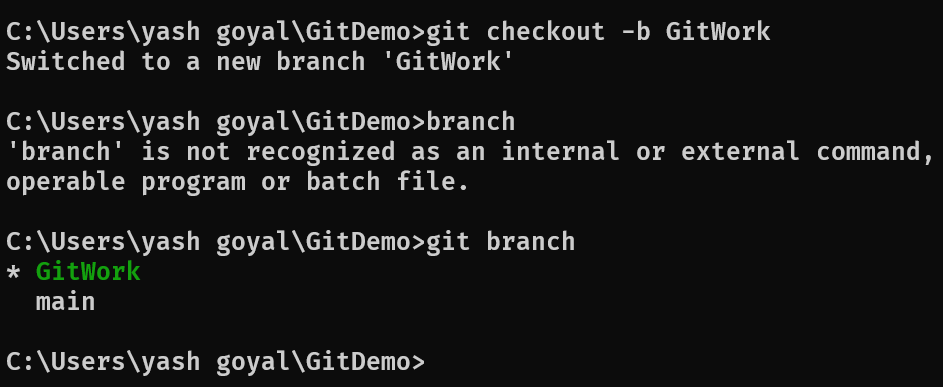 C:\Users\yash goyal\GitDemo>git checkout -b GitWork
Switched to a new branch 'GitWork'
C:\Users\yash goyal\GitDemo>branch
'branch' is not recognized as an internal or external command,
operable program or batch file.
C:\Users\yash goyal\GitDemo>git branch
* GitWork
  main
C:\Users\yash goyal\GitDemo>